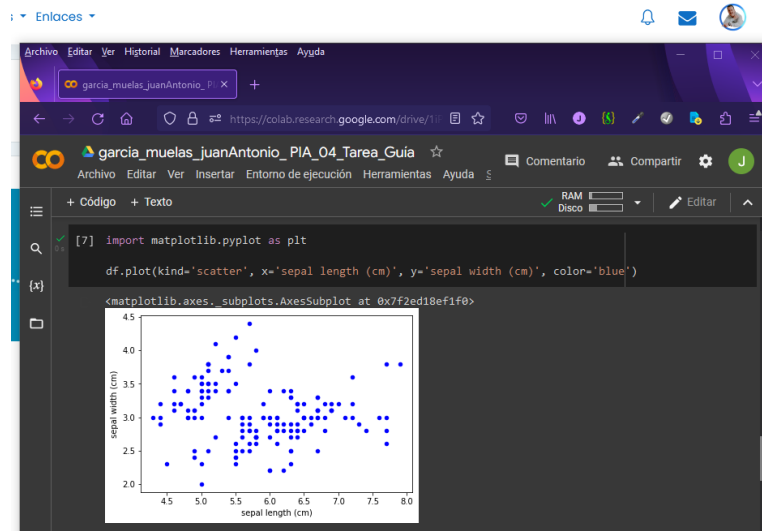 Enlaces
Archivo Editar Ver Historial Marcadores Herramientas Ayuda
garcia_muelas_juanAntonio_ P
https://colab.research.google.com/drive/1
garcia_muelas_juanAntonio_ PIA_04_Tarea_Guía
Comentario Compartir J
Archivo Editar Ver Insertar Entorno de ejecución Herramientas Ayuda
+ Código + Texto
RAM
Disco
Editar
[7] import matplotlib.pyplot as plt
0 s
df.plot(kind='scatter', x='sepal length (cm)', y='sepal width (cm)', color='blue')
{x}
<matplotlib.axes._subplots.AxesSubplot at 0x7f2ed18ef1f0>
4.5
4.0
3.5
3.0
2.5
2.0
sepal width (cm)
4.5 5.0 5.5 6.0 6.5 7.0 7.5 8.0
sepal length (cm)